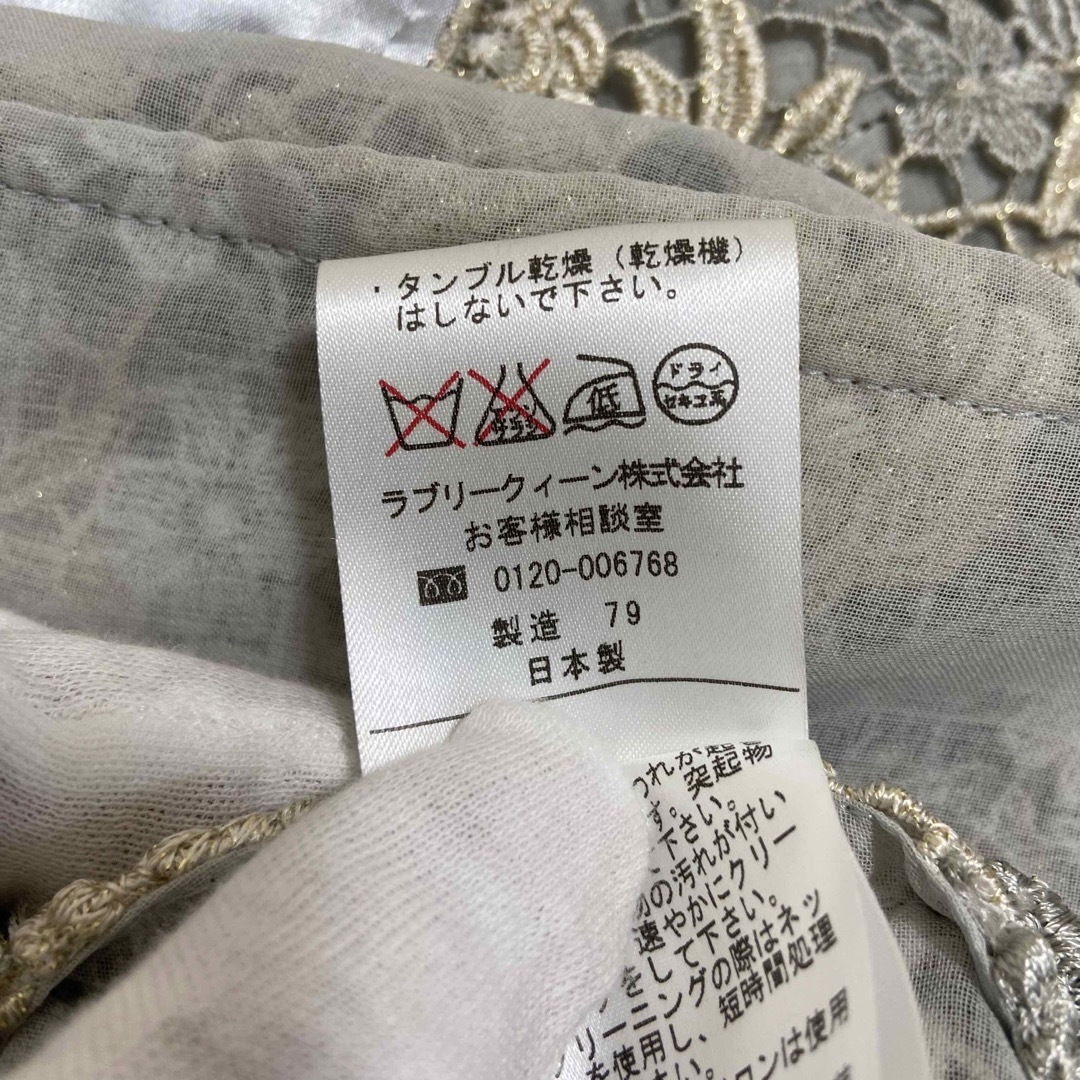 ・タンブル乾燥（乾燥機）
はしないで下さい。
低
ドライ
セキユ系
ラブリークィーン株式会社
お客様相談室
0120-006768
製造 79
日本製
突起物
す。
下さい。
の汚れが付い
速やかにクリー
をして下さい。
リーニングの際はネッ
を使用し、短時間処理
さい。
ロンは使用